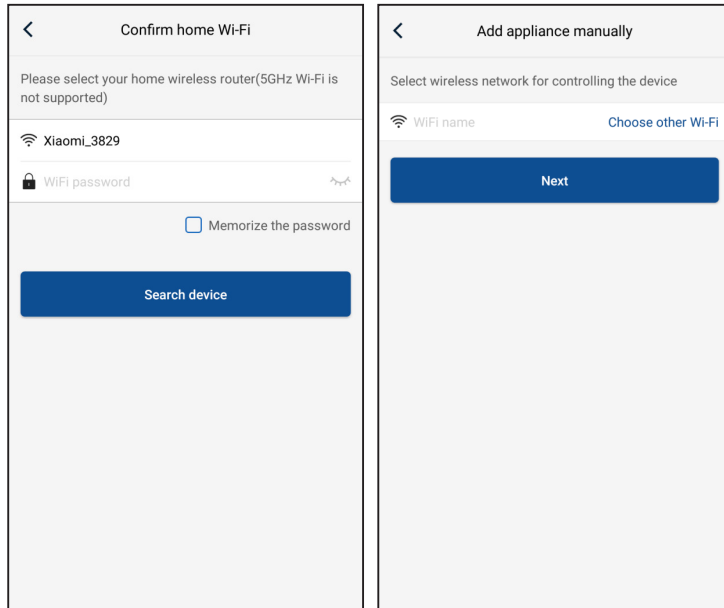 Confirm home Wi-Fi
Please select your home wireless router(5GHz Wi-Fi is
not supported)
Xiaomi_3829
WiFi password
Memorize the password
Search device
Add appliance manually
Select wireless network for controlling the device
WiFi name Choose other Wi-Fi
Next